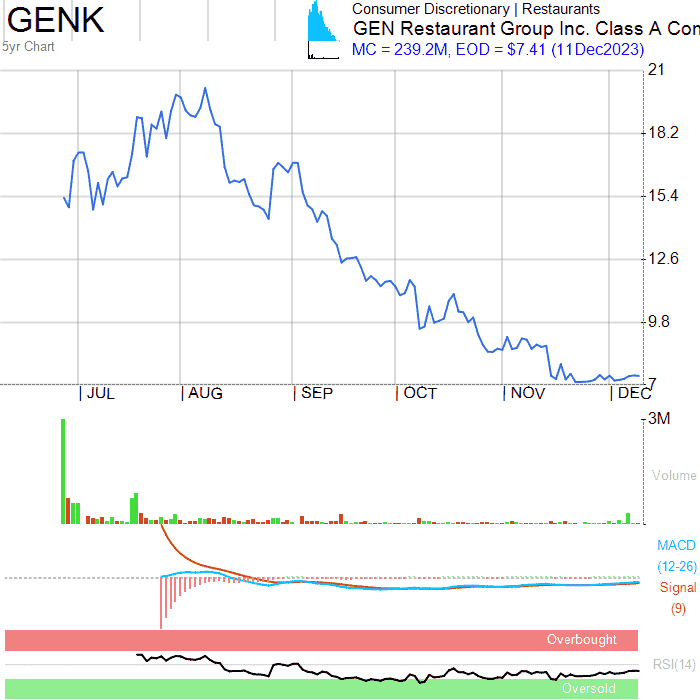 GENK
5yr Chart
Consumer Discretionary | Restaurants
GEN Restaurant Group Inc. Class A Con
MC = 239.2M, EOD = $7.41 (11Dec2023)
21
18.2
15.4
12.6
9.8
7
JUL AUG SEP OCT NOV DEC
3M
Volume
MACD
(12-26)
Signal
(9)
Overbought
RSI(14)
Oversold